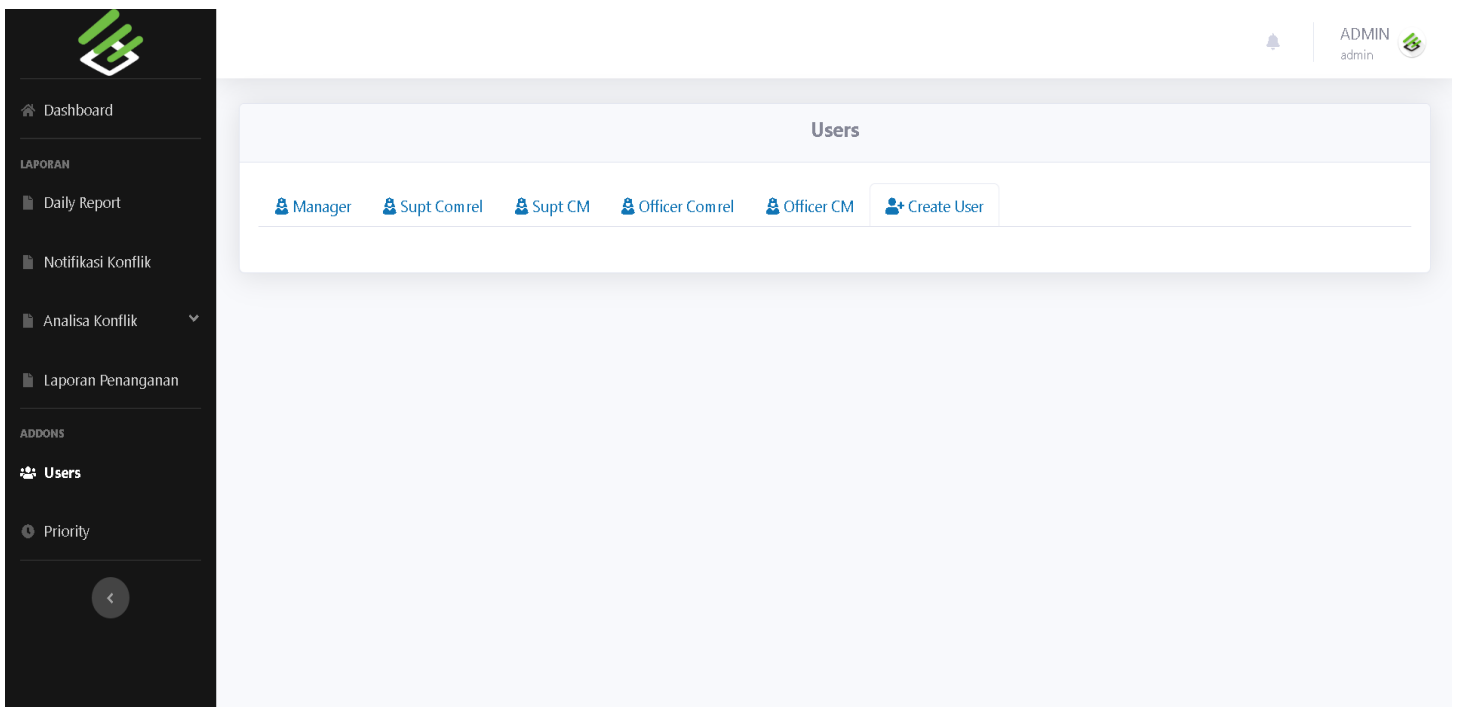 ADMIN
admin
Dashboard
LAPORAN
Daily Report
Notifikasi Konflik
Analisa Konflik
Laporan Penanganan
ADDONS
Users
Priority
Users
Manager Supt Comrel Supt CM Officer Comrel Officer CM Create User